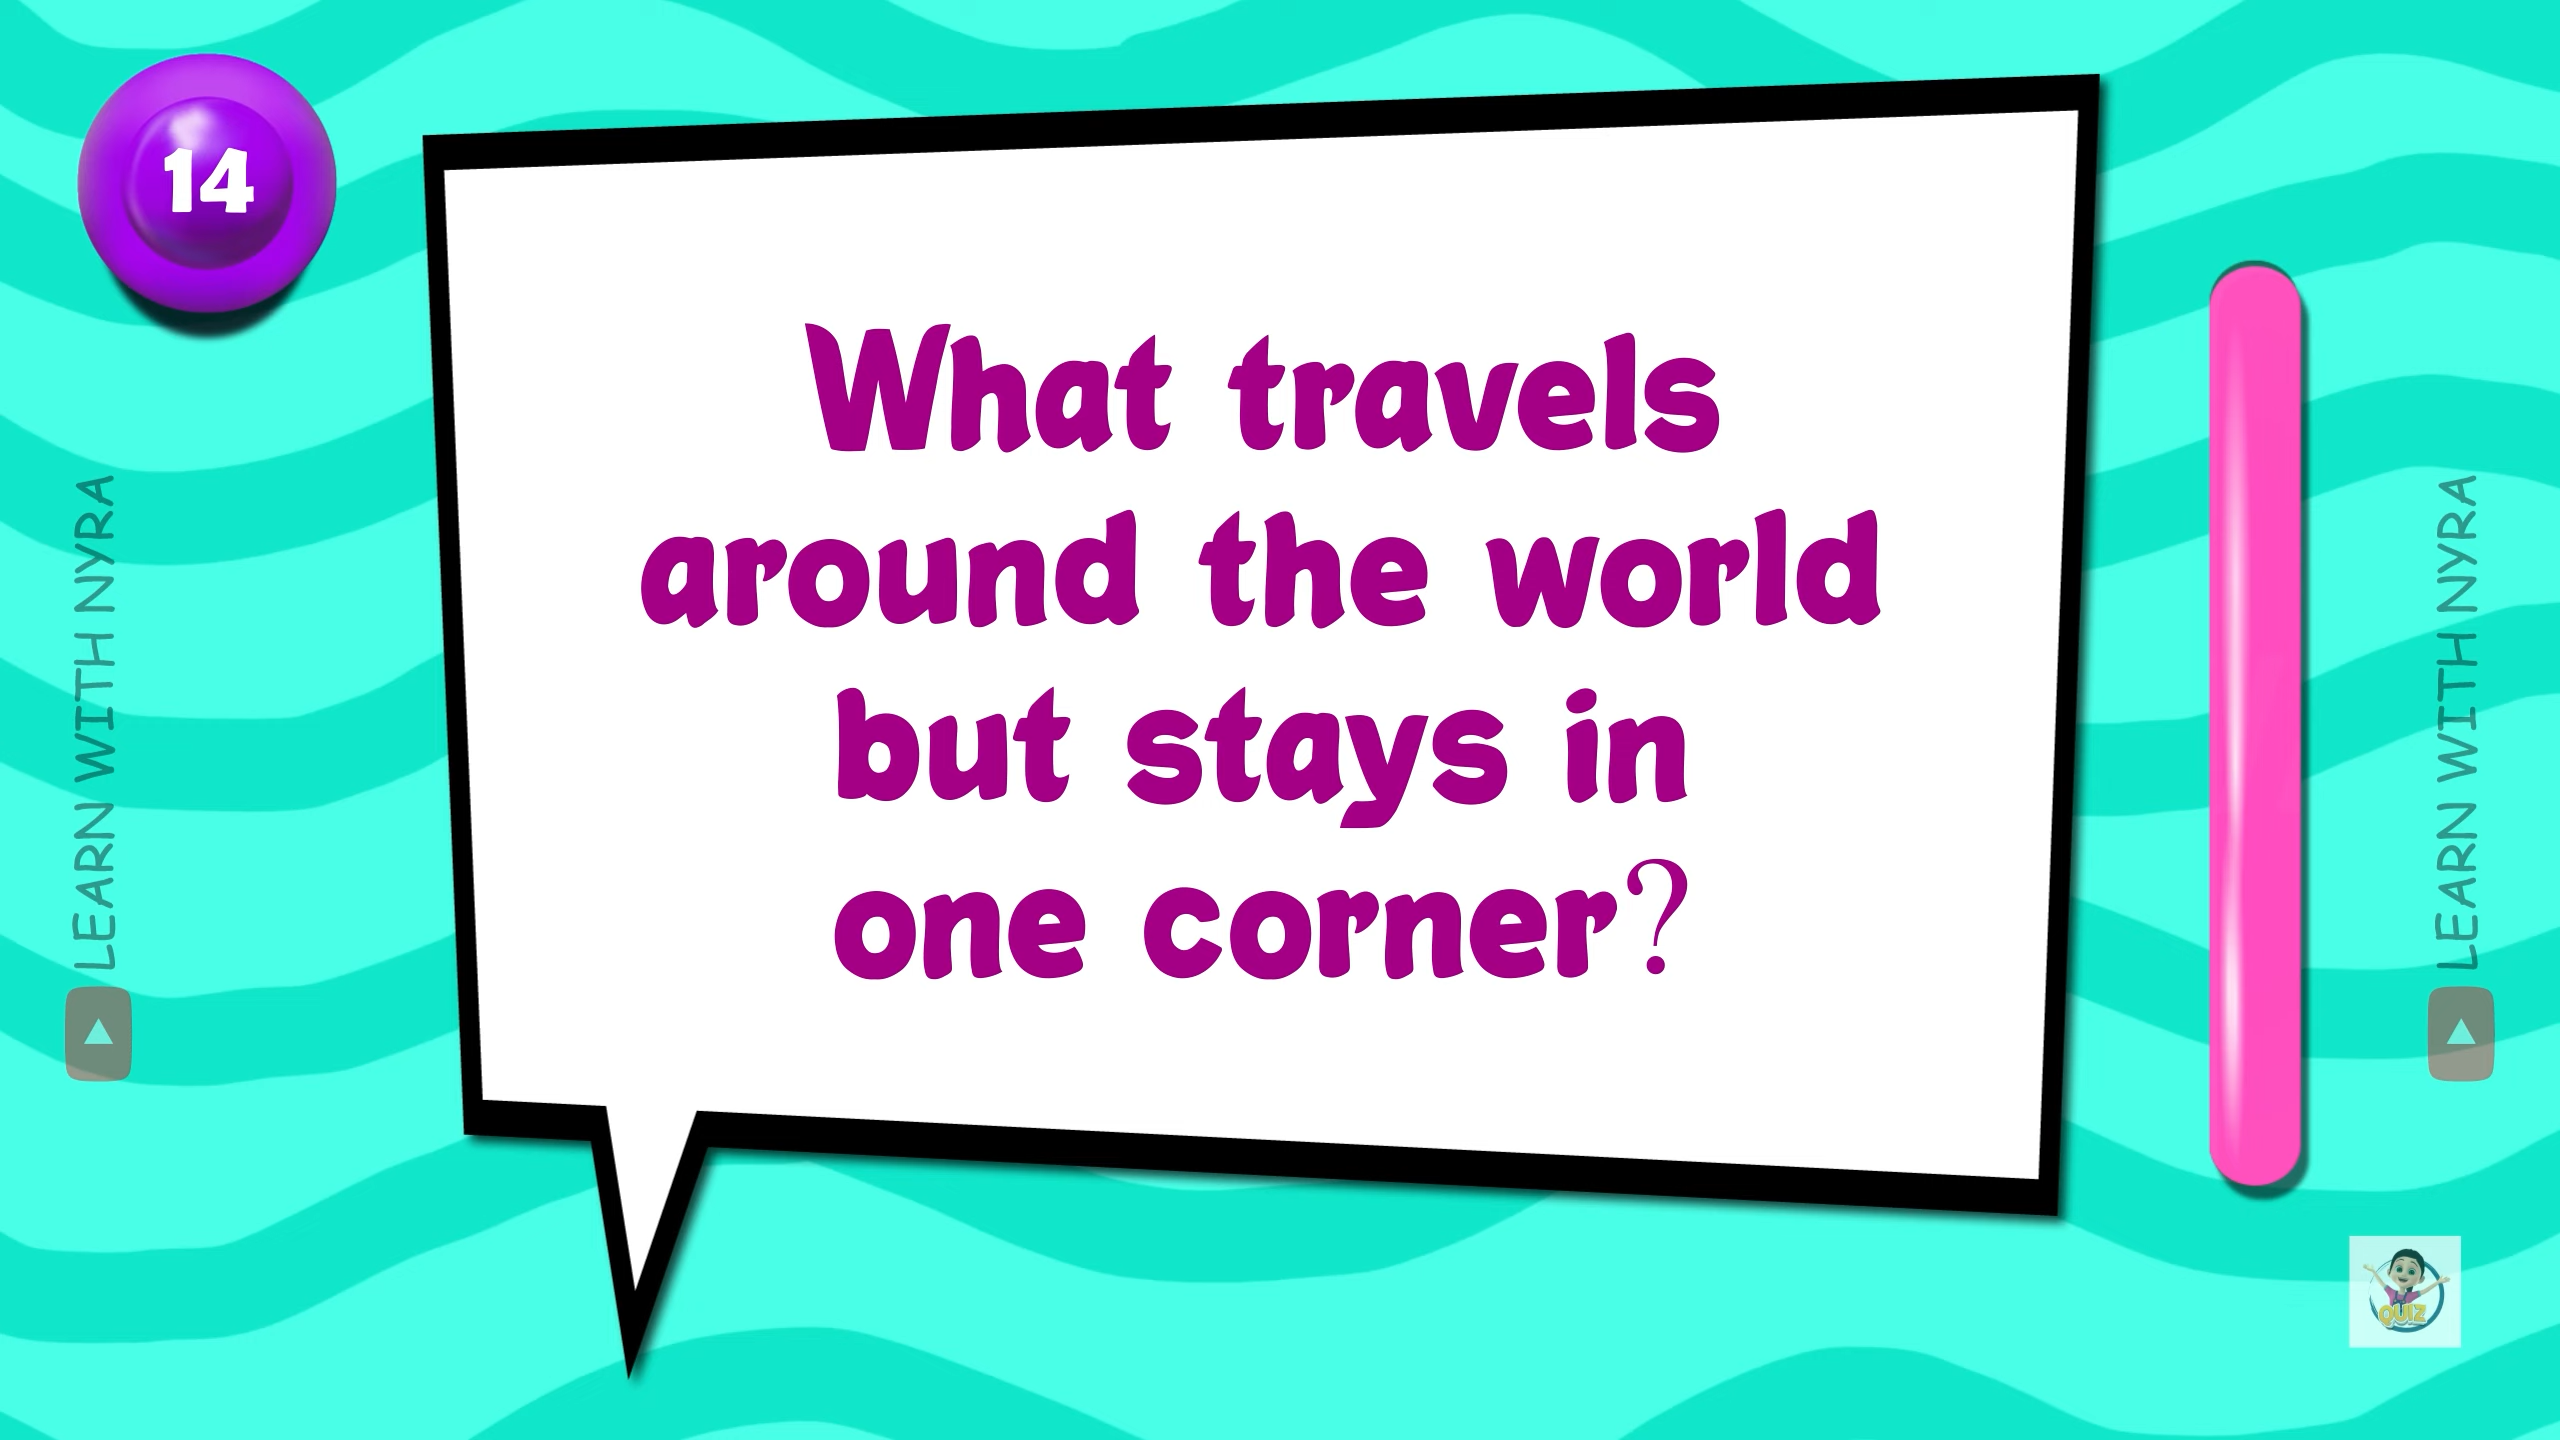 14
What travels
around the world
but stays in
one corner?
LEARN WITH NYRA
LEARN WITH NYRA
QUIZ